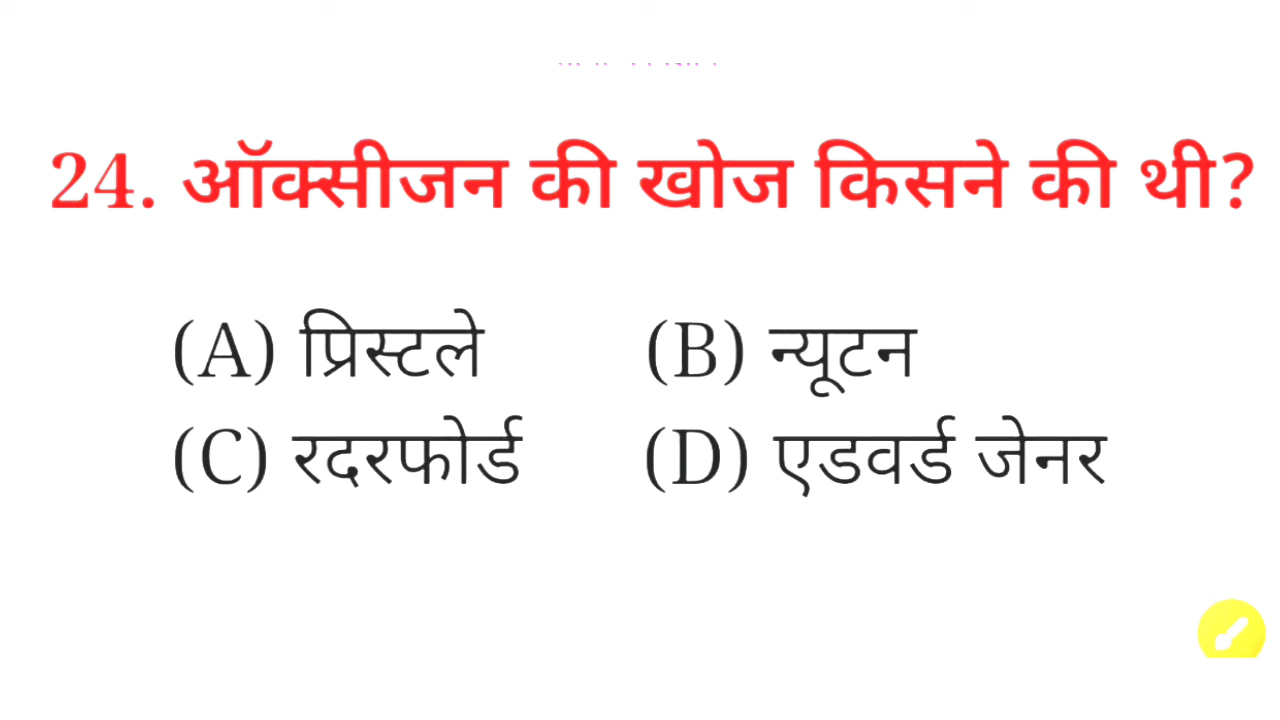 24. ऑक्सीजन की खोज किसने की थी?
(A) प्रिस्टले (B) न्यूटन
(C) रदरफोर्ड (D) एडवर्ड जेनर